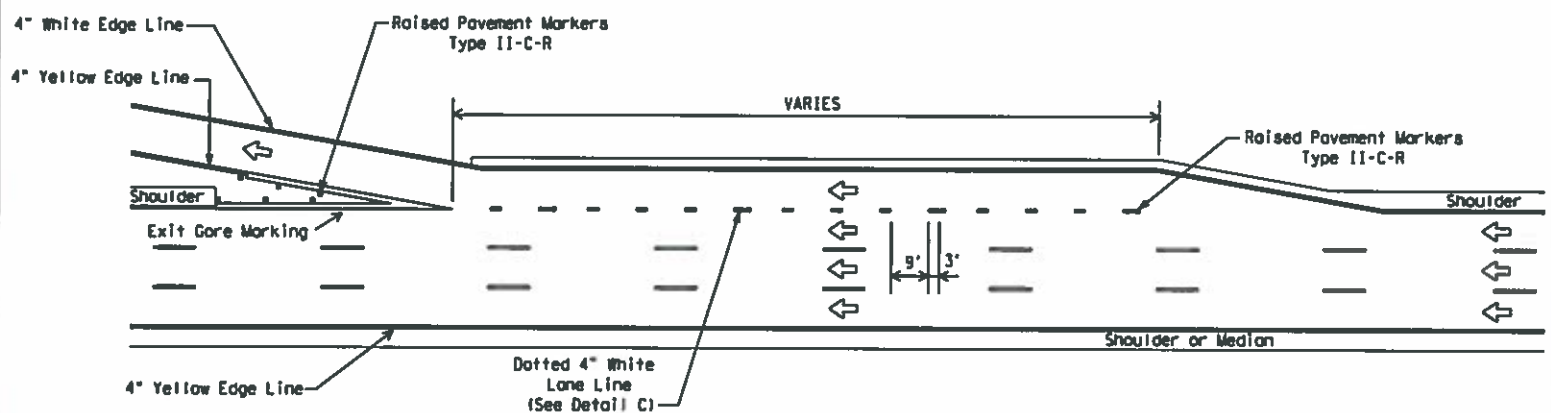 4" White Edge Line
Raised Pavement Markers
Type II-C-R
4" Yellow Edge Line
VARIES
Raised Pavement Markers
Type II-C-R
Shoulder
Shoulder
Exit Gore Marking
9'
3'
Shoulder or Median
4" Yellow Edge Line
Dotted 4" White
Lane Line
(See Detail C)